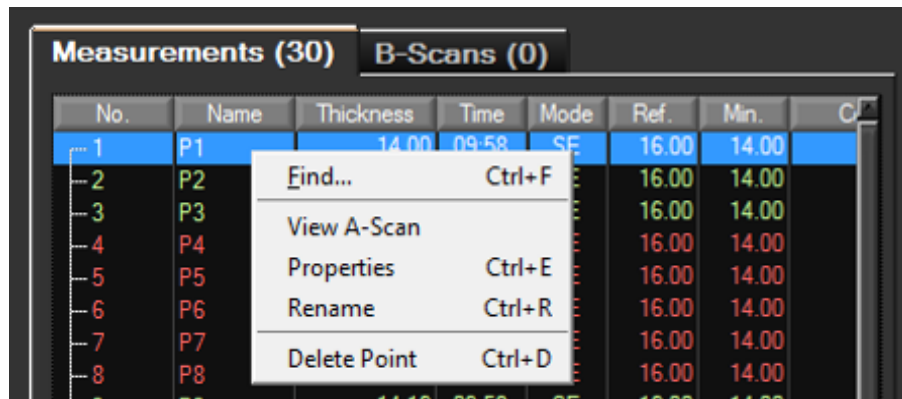 Measurements (30) B-Scans (0)
No. Name Thickness Time Mode Ref. Min.
1 P1 14.00 09:58 SE 16.00 14.00
2 P2 Find... Ctrl+F E 16.00 14.00
3 P3 E 16.00 14.00
View A-Scan
4 P4 E 16.00 14.00
5 P5 Properties Ctrl+E E 16.00 14.00
6 P6 Rename Ctrl+R E 16.00 14.00
7 P7 E 16.00 14.00
Delete Point Ctrl+D
8 P8 E 16.00 14.00